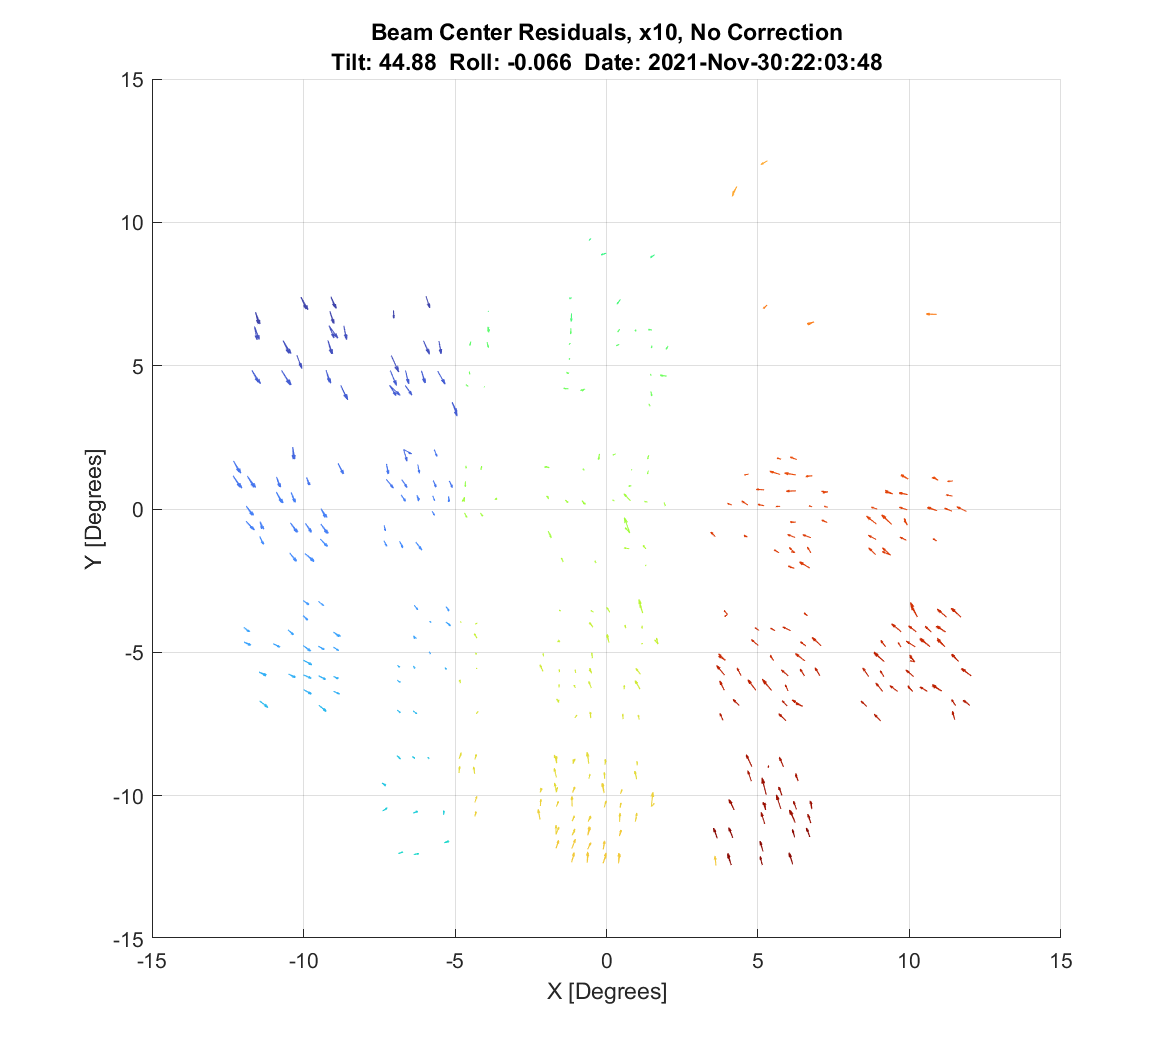 Beam Center Residuals, x10, No Correction
Tilt: 44.88 Roll: -0.066 Date: 2021-Nov-30:22:03:48
15
10
5
0
-5
-10
-15
Y [Degrees]
-15 -10 -5 0 5 10 15
X [Degrees]